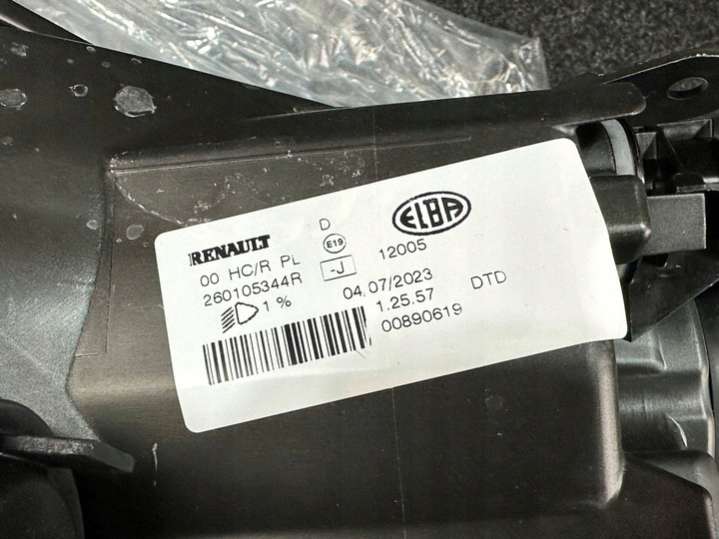 RENAULT
D
ELBA
00 HC/R PL
E19
12005
260105344R
-J
1 %
04/07/2023
1.25.57
DTD
00890619